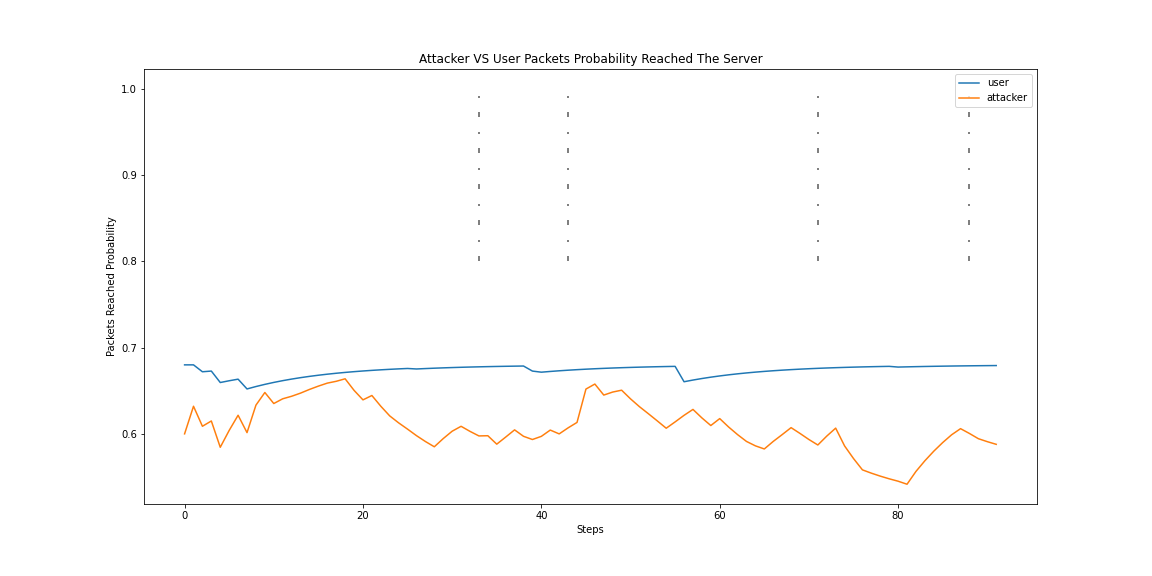 Attacker VS User Packets Probability Reached The Server
user
attacker
1.0
0.9
0.8
0.7
0.6
Packets Reached Probability
0
20
40
60
80
Steps